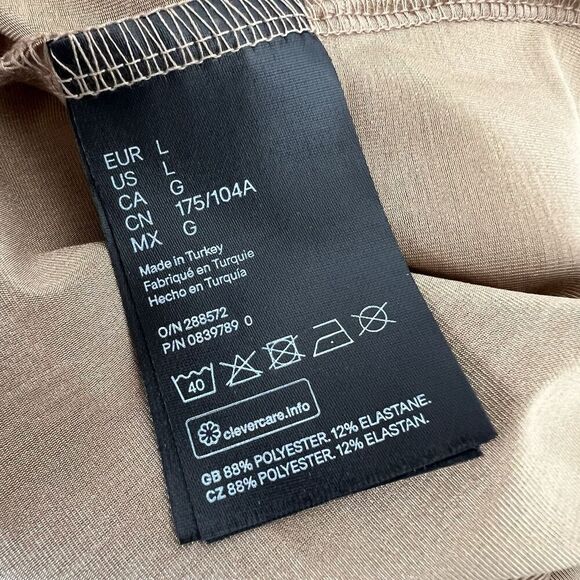 EUR L
US L
CA G
CN 175/104A
MX G
Made in Turkey
Fabriqué en Turquie
Hecho en Turquia
O/N 288572
P/N 0839789 0
40
clevercare.info
GB 88% POLYESTER. 12% ELASTANE.
CZ 88% POLYESTER. 12% ELASTAN.